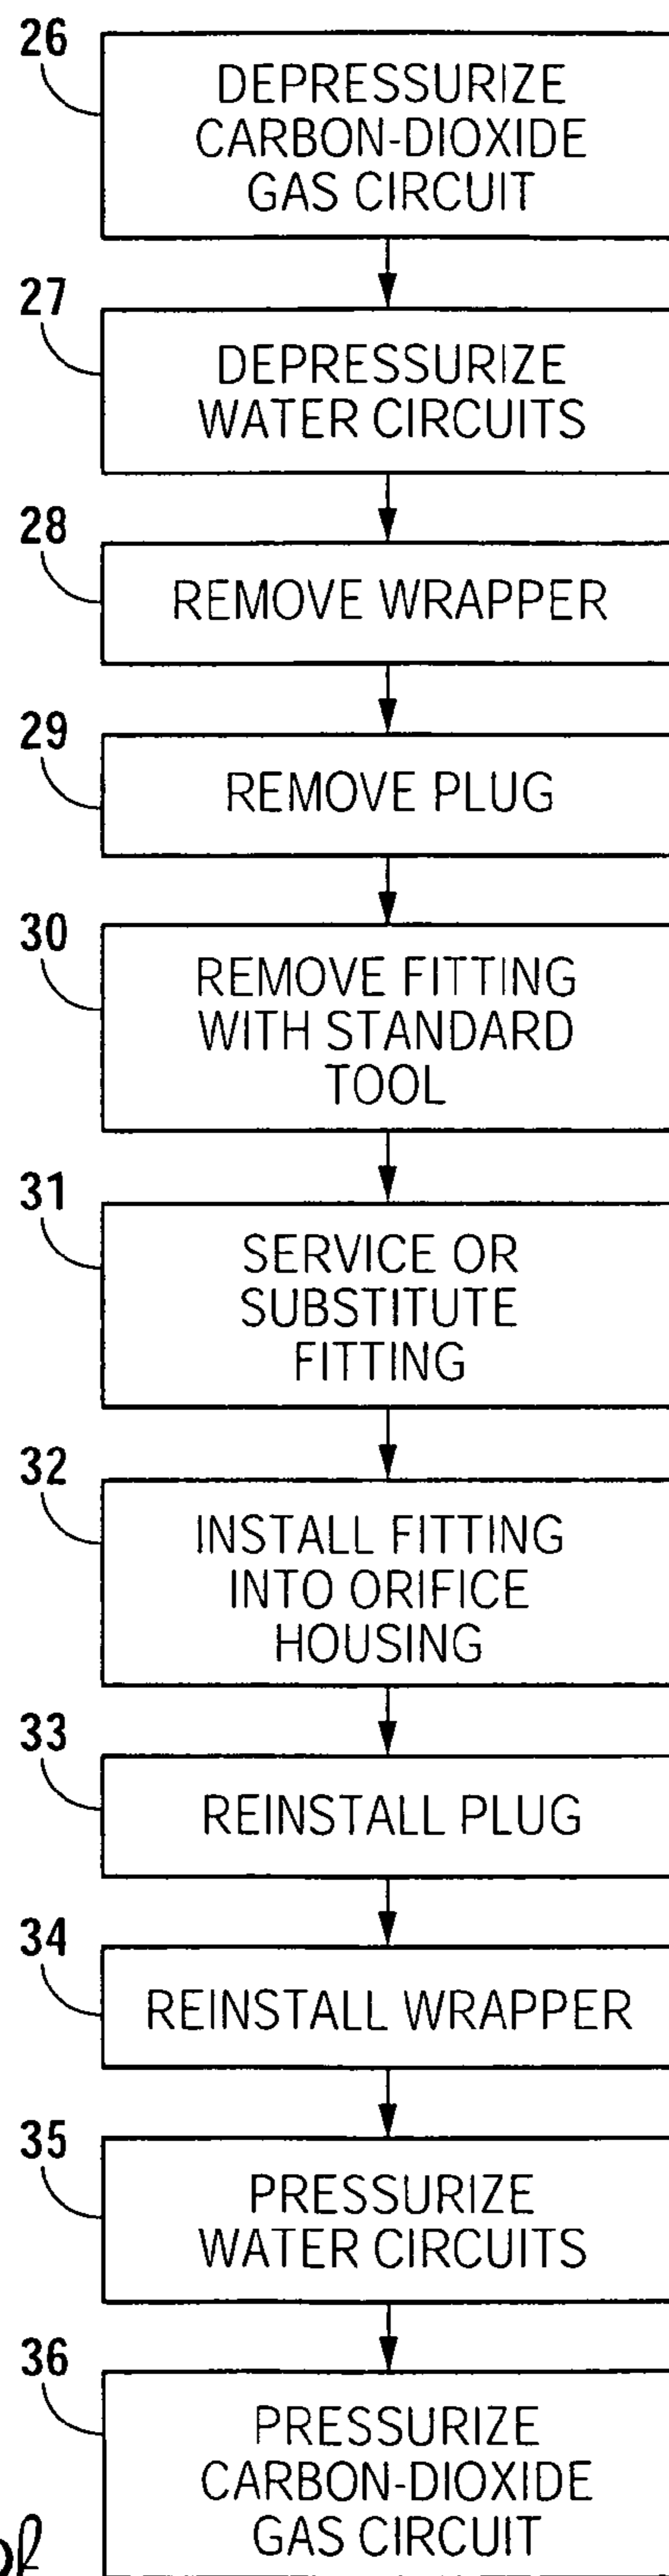 26
DEPRESSURIZE
CARBON-DIOXIDE
GAS CIRCUIT
27
DEPRESSURIZE
WATER CIRCUITS
28
REMOVE WRAPPER
29
REMOVE PLUG
30
REMOVE FITTING
WITH STANDARD
TOOL
31
SERVICE OR
SUBSTITUTE
FITTING
32
INSTALL FITTING
INTO ORIFICE
HOUSING
33
REINSTALL PLUG
34
REINSTALL WRAPPER
35
PRESSURIZE
WATER CIRCUITS
36
PRESSURIZE
CARBON-DIOXIDE
GAS CIRCUIT